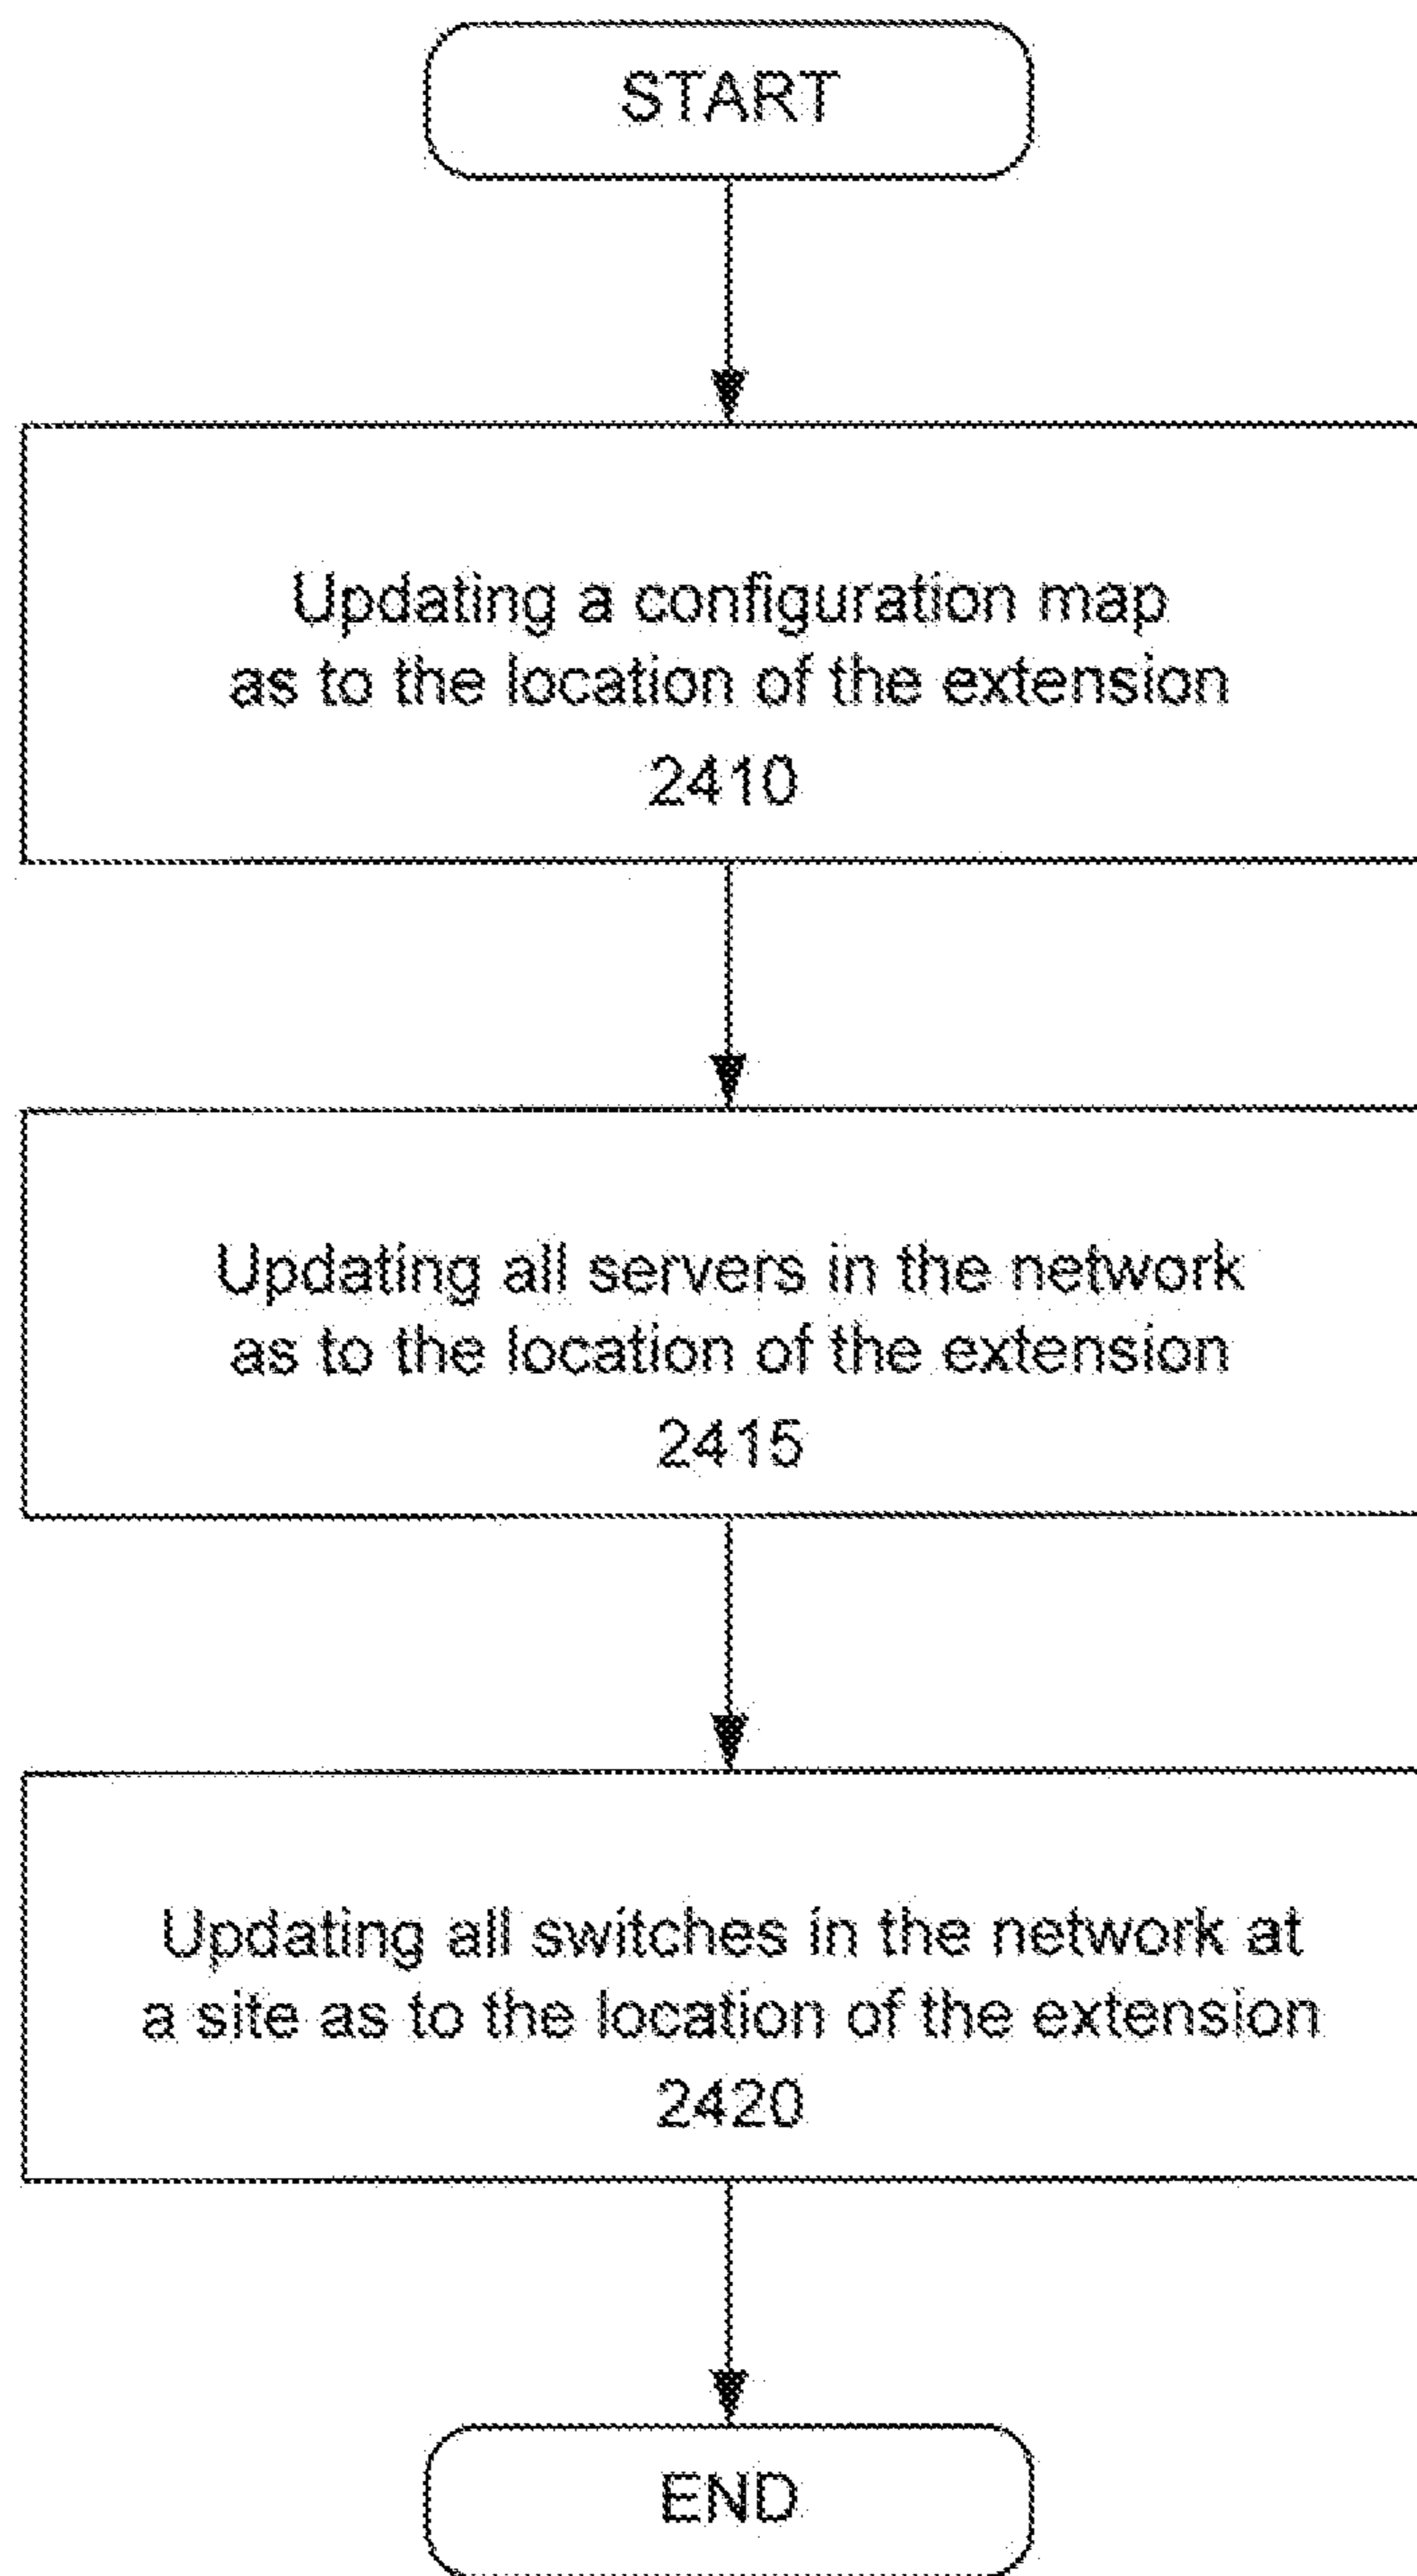 START
Updating a configuration map
as to the location of the extension
2410
Updating all servers in the network
as to the location of the extension
2415
Updating all switches in the network at
a site as to the location of the extension
2420
END